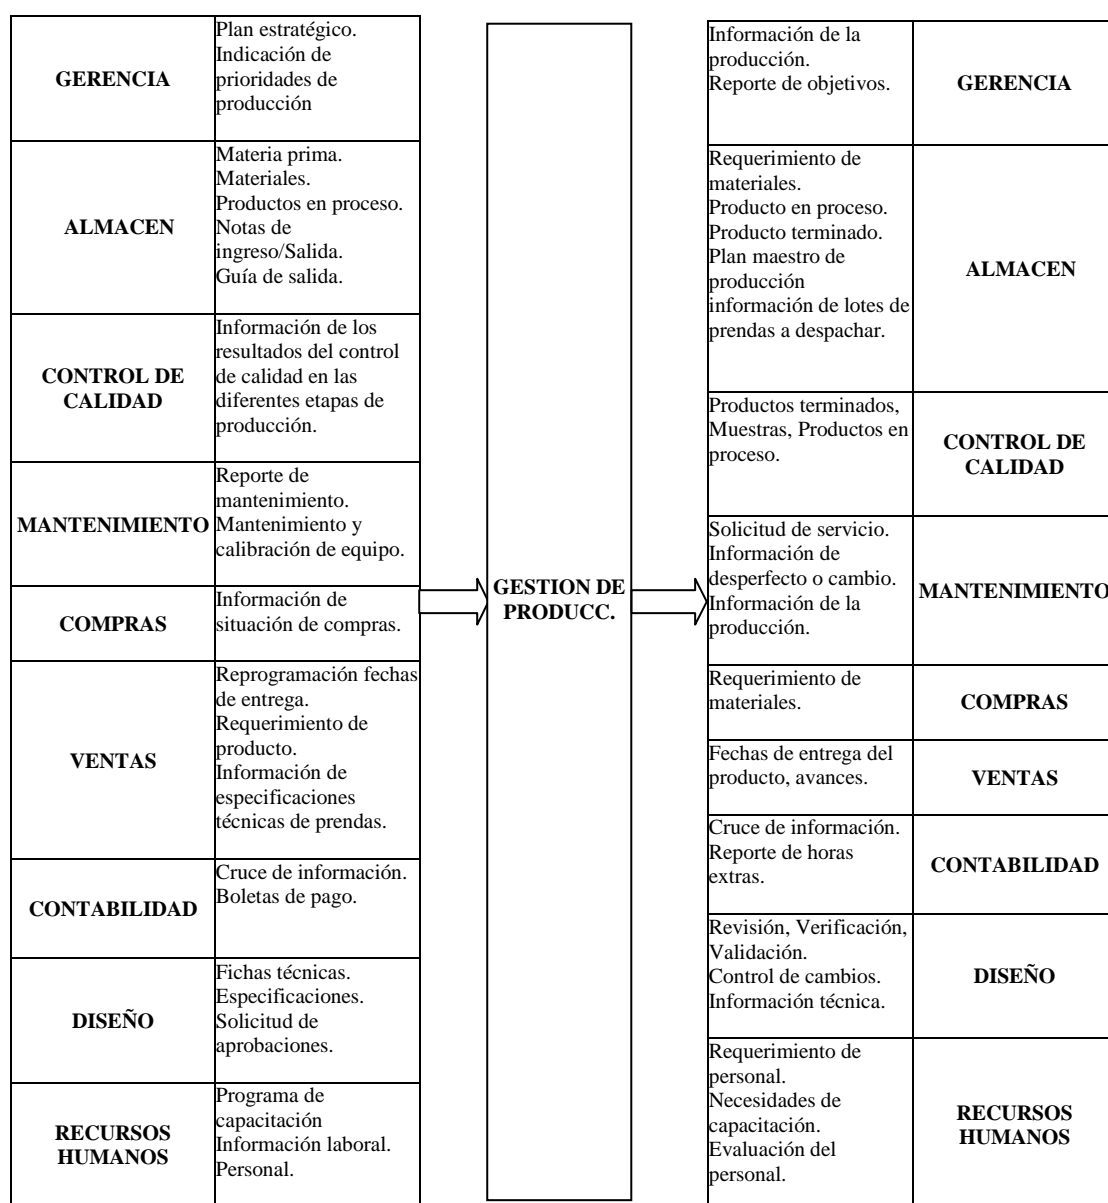 GERENCIA
Plan estratégico.
Indicación de
prioridades de
producción
ALMACEN
Materia prima.
Materiales.
Productos en proceso.
Notas de
ingreso/Salida.
Guía de salida.
CONTROL DE
CALIDAD
Información de los
resultados del control
de calidad en las
diferentes etapas de
producción.
MANTENIMIENTO
Reporte de
mantenimiento.
Mantenimiento y
calibración de equipo.
COMPRAS
Información de
situación de compras.
VENTAS
Reprogramación fechas
de entrega.
Requerimiento de
producto.
Información de
especificaciones
técnicas de prendas.
CONTABILIDAD
Cruce de información.
Boletas de pago.
DISEÑO
Fichas técnicas.
Especificaciones.
Solicitud de
aprobaciones.
RECURSOS
HUMANOS
Programa de
capacitación
Información laboral.
Personal.
GESTION DE
PRODUCC.
Información de la
producción.
Reporte de objetivos.
GERENCIA
Requerimiento de
materiales.
Producto en proceso.
Producto terminado.
Plan maestro de
producción
información de lotes de
prendas a despachar.
ALMACEN
Productos terminados,
Muestras, Productos en
proceso.
CONTROL DE
CALIDAD
Solicitud de servicio.
Información de
desperfecto o cambio.
Información de la
producción.
MANTENIMIENTO
Requerimiento de
materiales.
COMPRAS
Fechas de entrega del
producto, avances.
VENTAS
Cruce de información.
Reporte de horas
extras.
CONTABILIDAD
Revisión, Verificación,
Validación.
Control de cambios.
Información técnica.
DISEÑO
Requerimiento de
personal.
Necesidades de
capacitación.
Evaluación del
personal.
RECURSOS
HUMANOS